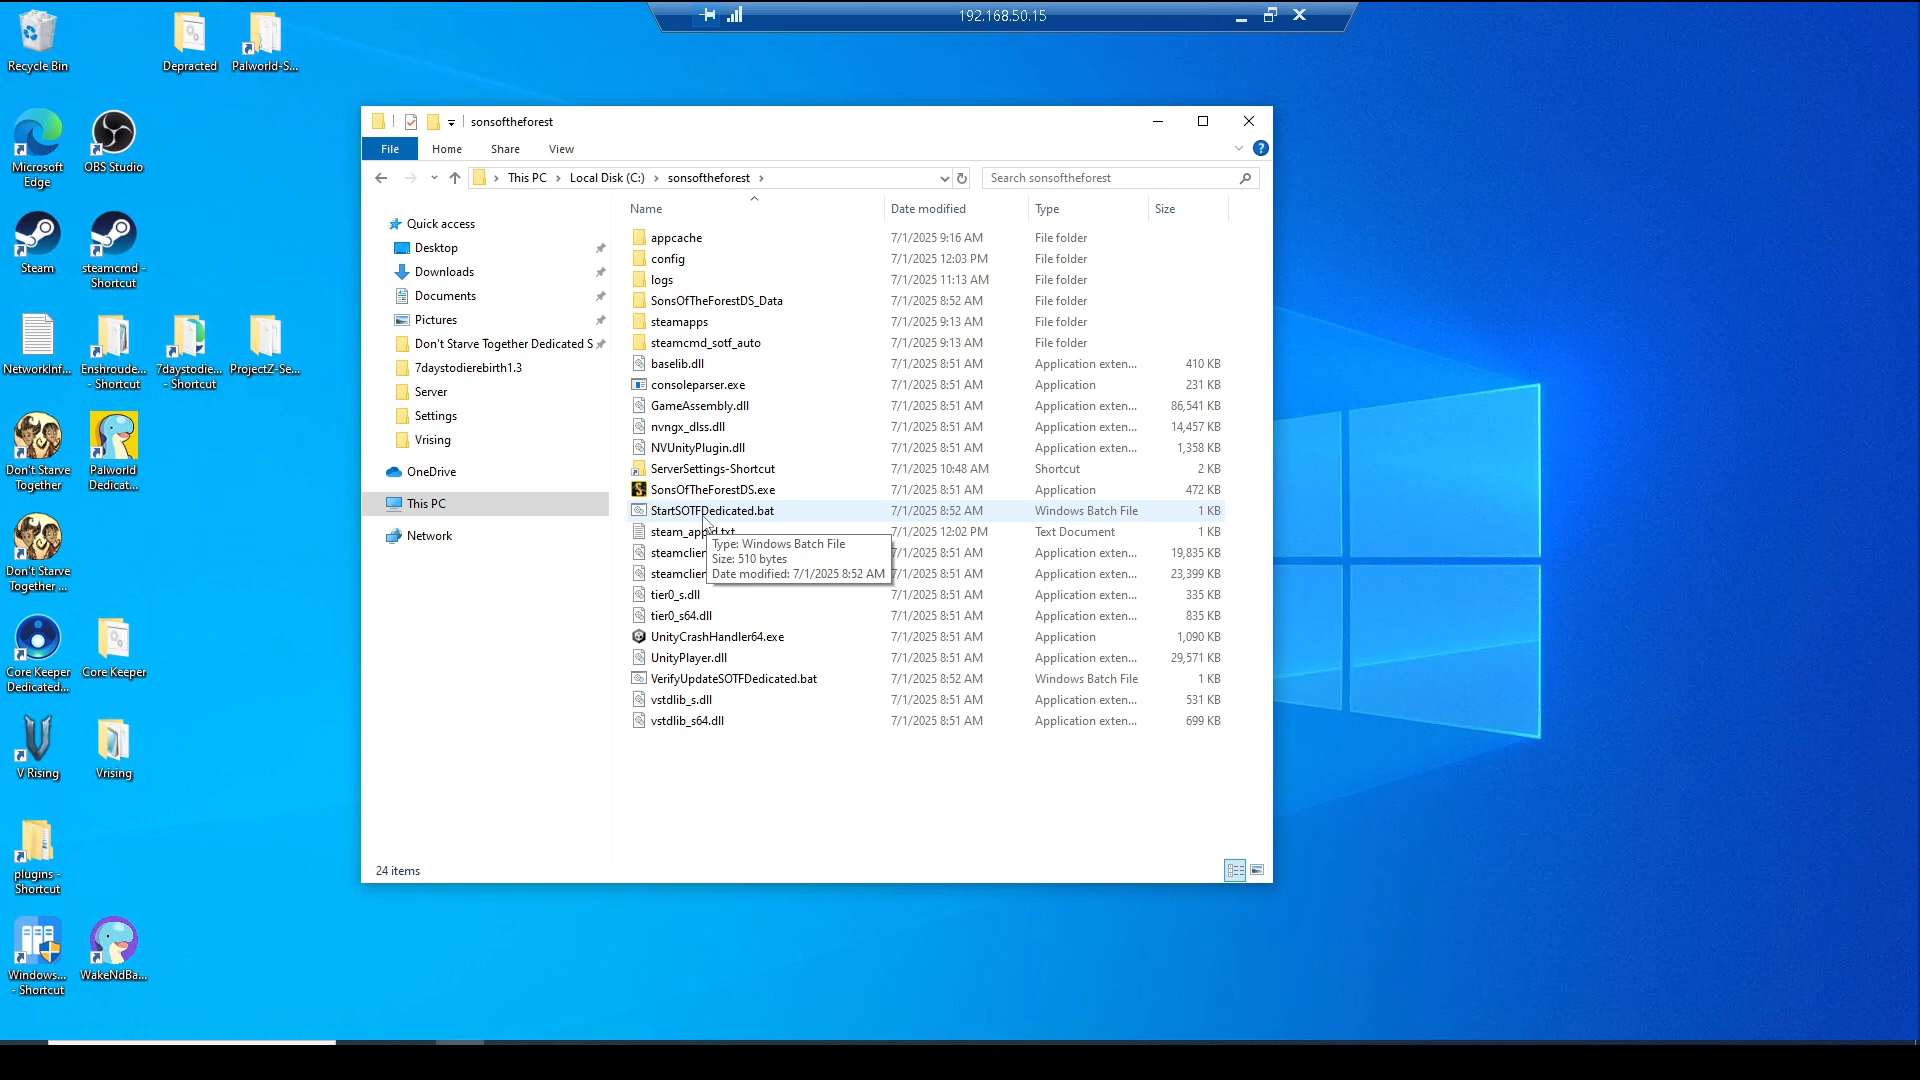 192.168.50.15
Recycle Bin
Depracted
Palworld-S...
Microsoft
Edge
OBS Studio
Steam
steamcmd -
Shortcut
NetworkInf...
Enshroude...
- Shortcut
7daystodie...
- Shortcut
ProjectZ-Se...
Don't Starve
Together
Palworld
Dedicat...
Don't Starve
Together ...
Core Keeper
Dedicated...
Core Keeper
V Rising
Vrising
plugins -
Shortcut
Windows...
- Shortcut
WakeNdBa...
sonsoftheforest
File Home Share View
This PC Local Disk (C:) sonsoftheforest
Search sonsoftheforest
Quick access
Desktop
Downloads
Documents
Pictures
Don't Starve Together Dedicated S
7daystodierebirth1.3
Server
Settings
Vrising
OneDrive
This PC
Network
Name Date modified Type Size
appcache 7/1/2025 9:16 AM File folder
config 7/1/2025 12:03 PM File folder
logs 7/1/2025 11:13 AM File folder
SonsOfTheForestDS_Data 7/1/2025 8:52 AM File folder
steamapps 7/1/2025 9:13 AM File folder
steamcmd_sotf_auto 7/1/2025 9:13 AM File folder
baselib.dll 7/1/2025 8:51 AM Application exten... 410 KB
consoleparser.exe 7/1/2025 8:51 AM Application 231 KB
GameAssembly.dll 7/1/2025 8:51 AM Application exten... 86,541 KB
nvngx_dlss.dll 7/1/2025 8:51 AM Application exten... 14,457 KB
NVUnityPlugin.dll 7/1/2025 8:51 AM Application exten... 1,358 KB
ServerSettings-Shortcut 7/1/2025 10:48 AM Shortcut 2 KB
SonsOfTheForestDS.exe 7/1/2025 8:51 AM Application 472 KB
StartSOTFDedicated.bat 7/1/2025 8:52 AM Windows Batch File 1 KB
7/1/2025 12:02 PM Text Document 1 KB
steamclien 7/1/2025 8:51 AM Application exten... 19,835 KB
steamclien 7/1/2025 8:51 AM Application exten... 23,399 KB
tier0_s.dll 7/1/2025 8:51 AM Application exten... 335 KB
tier0_s64.dll 7/1/2025 8:51 AM Application exten... 835 KB
UnityCrashHandler64.exe 7/1/2025 8:51 AM Application 1,090 KB
UnityPlayer.dll 7/1/2025 8:51 AM Application exten... 29,571 KB
VerifyUpdateSOTFDedicated.bat 7/1/2025 8:52 AM Windows Batch File 1 KB
vstdlib_s.dll 7/1/2025 8:51 AM Application exten... 531 KB
vstdlib_s64.dll 7/1/2025 8:51 AM Application exten... 699 KB
Type: Windows Batch File
Size: 510 bytes
Date modified: 7/1/2025 8:52 AM
24 items